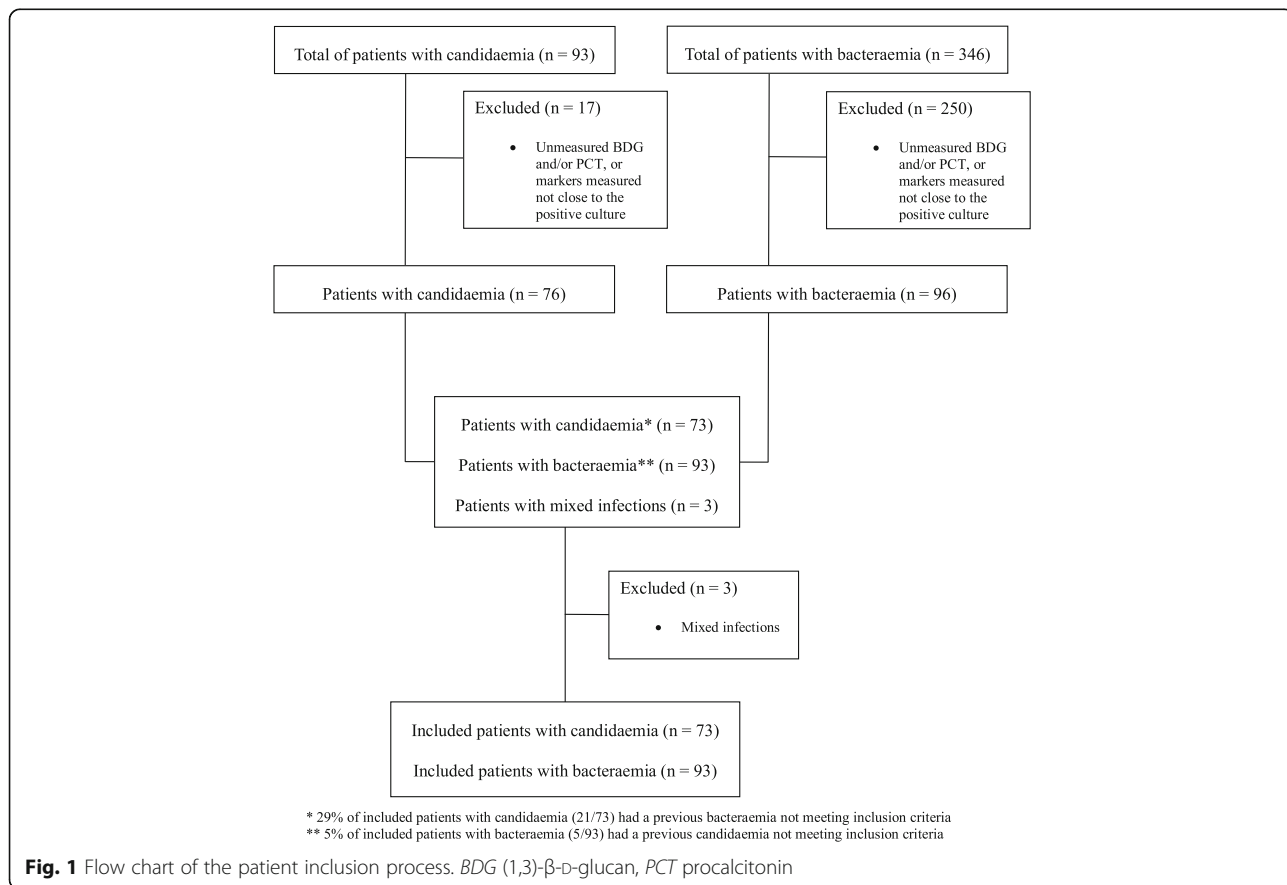 Total of patients with candidaemia (n = 93)
Total of patients with bacteraemia (n = 346)
Excluded (n = 17)
• Unmeasured BDG
and/or PCT, or
markers measured
not close to the
positive culture
Excluded (n = 250)
• Unmeasured BDG
and/or PCT, or
markers measured
not close to the
positive culture
Patients with candidaemia (n = 76)
Patients with bacteraemia (n = 96)
Patients with candidaemia* (n = 73)
Patients with bacteraemia** (n = 93)
Patients with mixed infections (n = 3)
Excluded (n = 3)
• Mixed infections
Included patients with candidaemia (n = 73)
Included patients with bacteraemia (n = 93)
* 29% of included patients with candidaemia (21/73) had a previous bacteraemia not meeting inclusion criteria
** 5% of included patients with bacteraemia (5/93) had a previous candidaemia not meeting inclusion criteria
Fig. 1 Flow chart of the patient inclusion process. BDG (1,3)-β-D-glucan, PCT procalcitonin